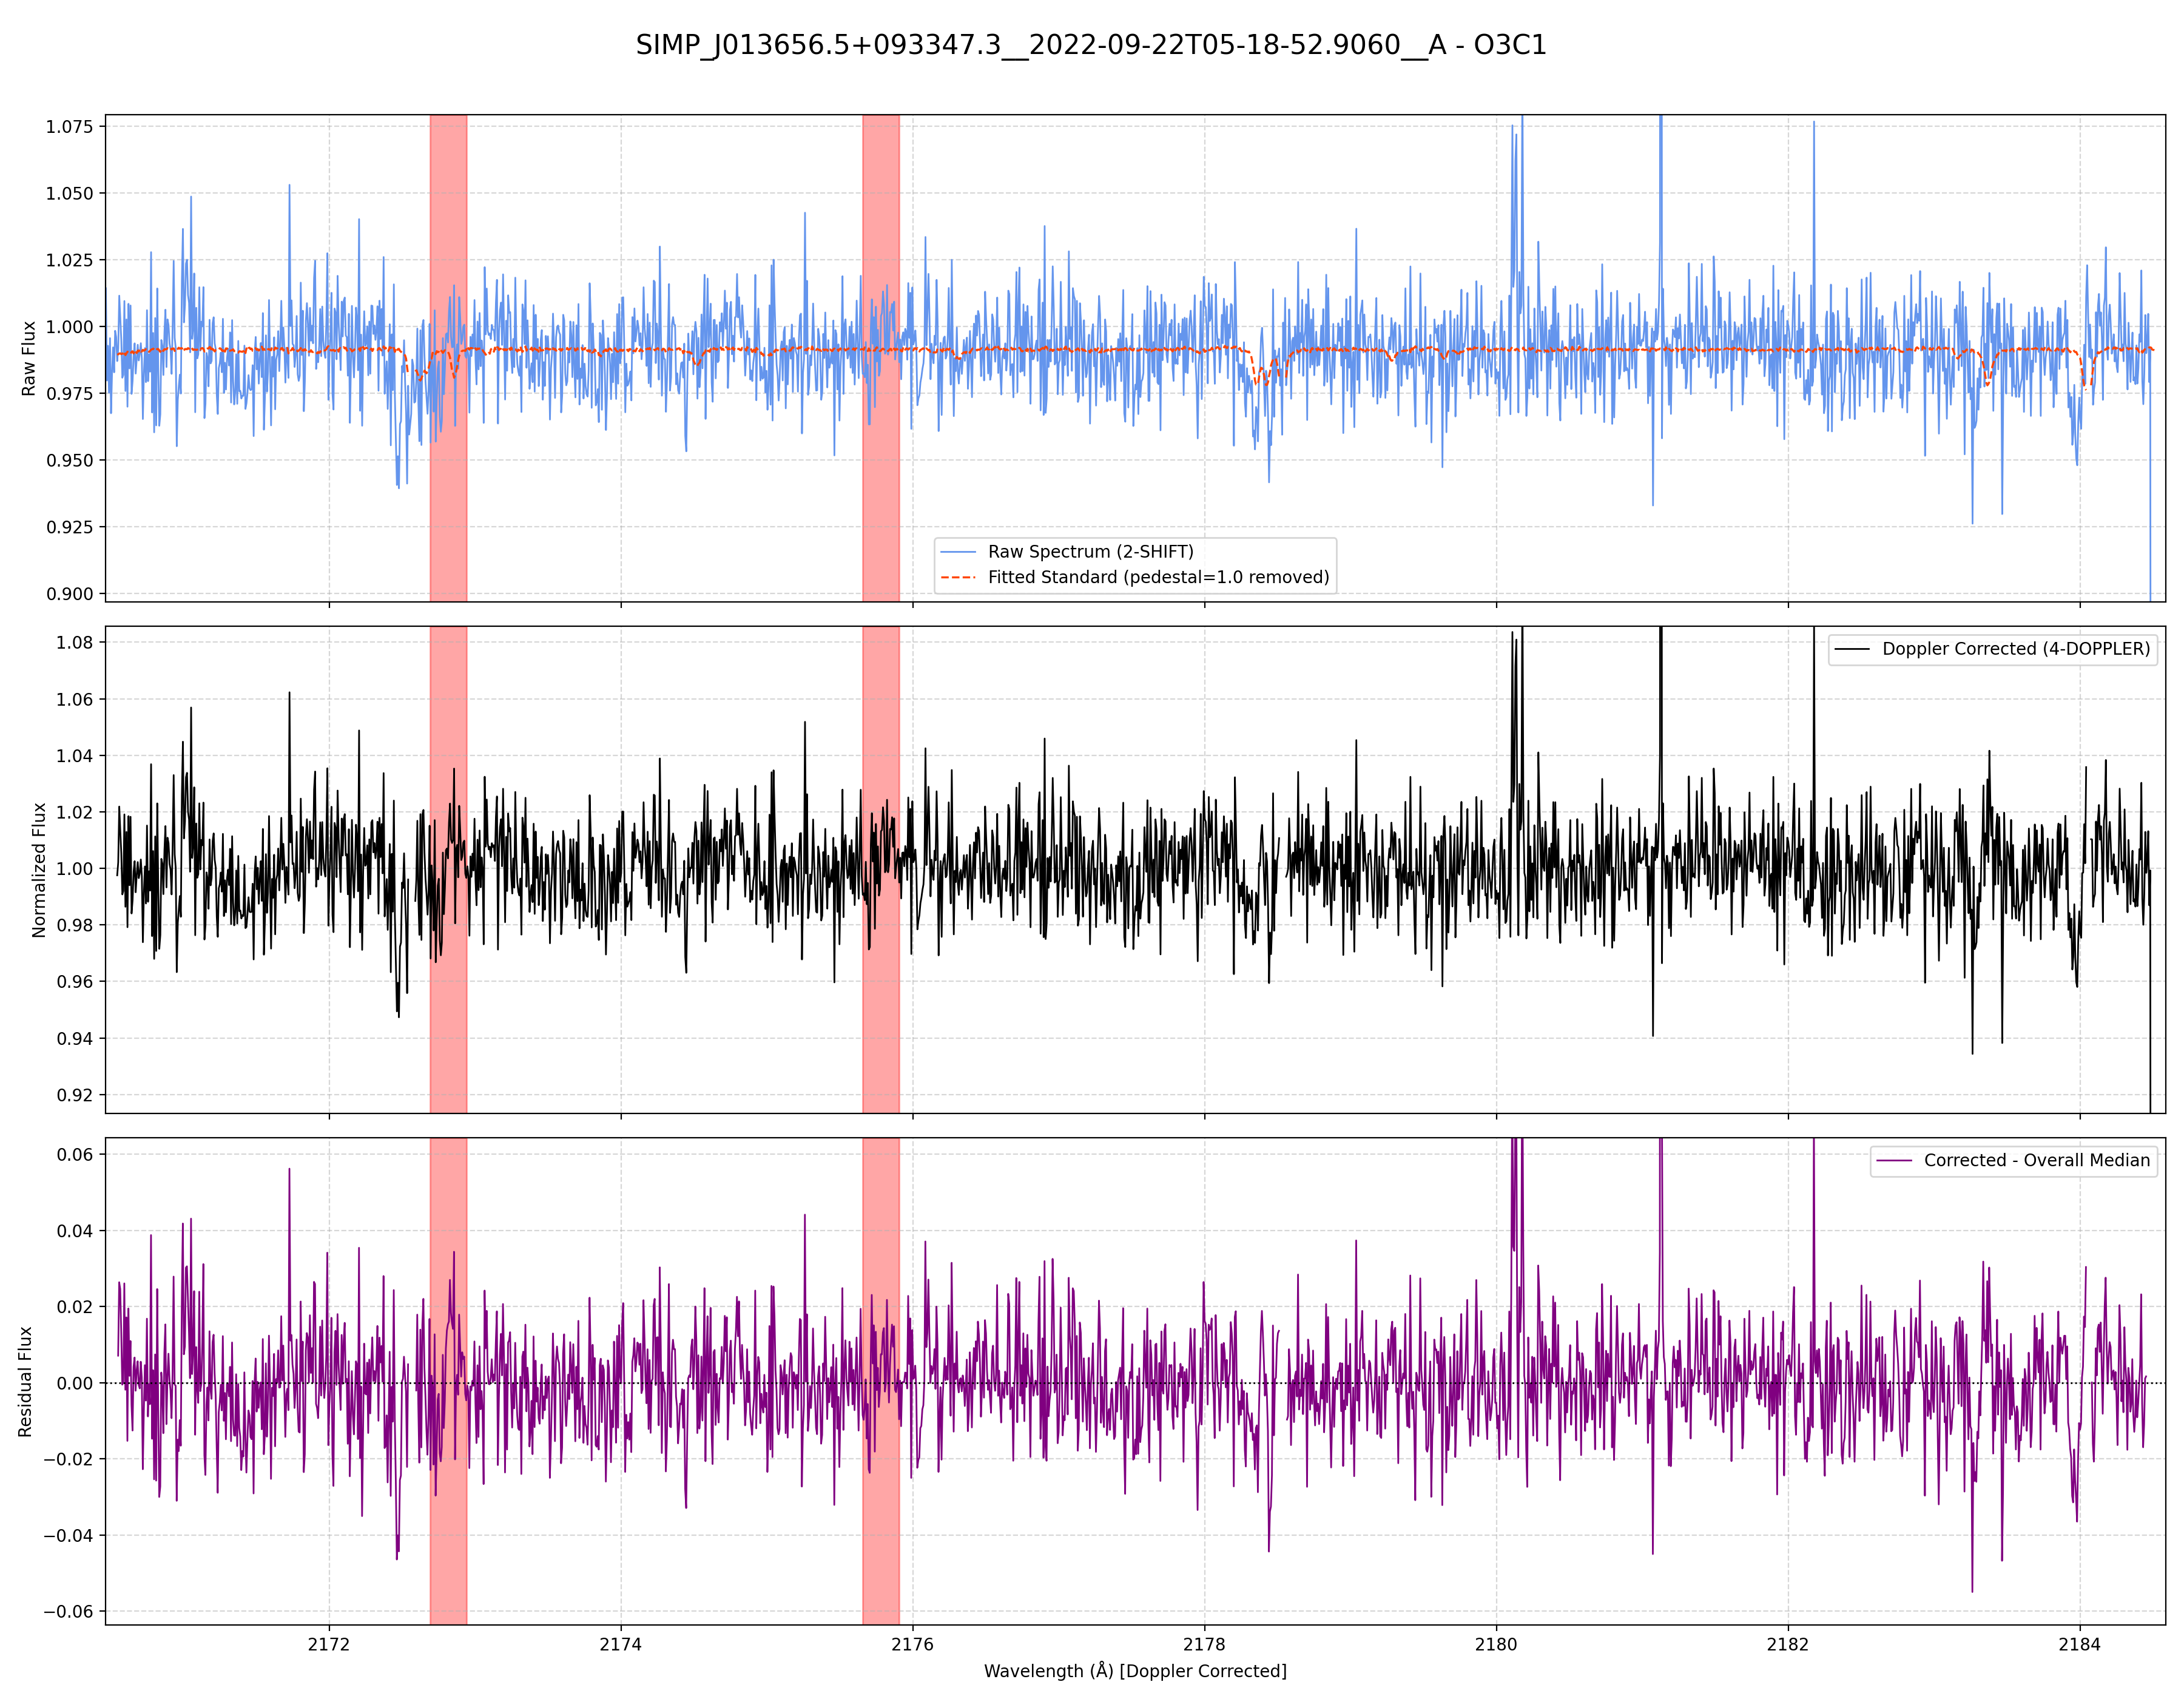 SIMP_J013656.5+093347.3__2022-09-22T05-18-52.9060__A - O3C1
1.075
1.050
1.025
1.000
0.975
0.950
0.925
0.900
Raw Flux
Raw Spectrum (2-SHIFT)
Fitted Standard (pedestal=1.0 removed)
1.08
1.06
1.04
1.02
1.00
0.98
0.96
0.94
0.92
Normalized Flux
Doppler Corrected (4-DOPPLER)
0.06
0.04
0.02
0.00
−0.02
−0.04
−0.06
Residual Flux
Corrected - Overall Median
2172 2174 2176 2178 2180 2182 2184
Wavelength (Å) [Doppler Corrected]